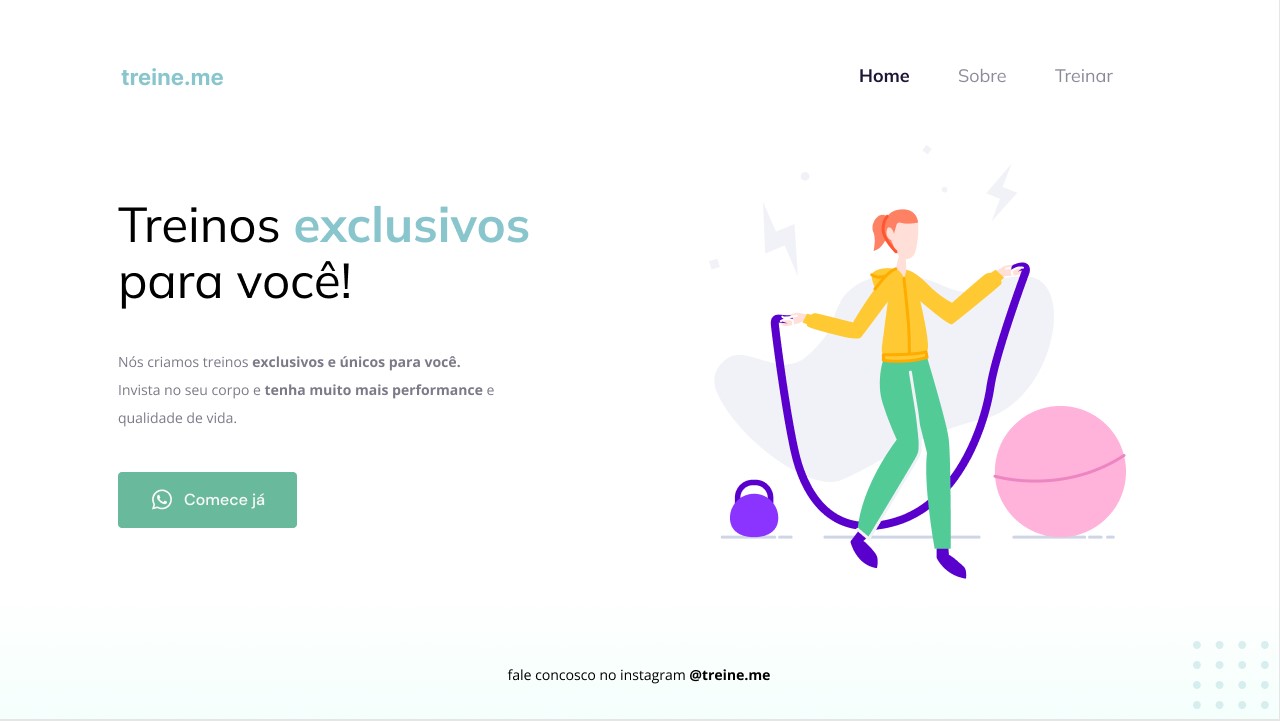 treine.me
Home Sobre Treinar
Treinos exclusivos
para você!
Nós criamos treinos exclusivos e únicos para você.
Invista no seu corpo e tenha muito mais performance e
qualidade de vida.
Comece já
fale concosco no instagram @treine.me